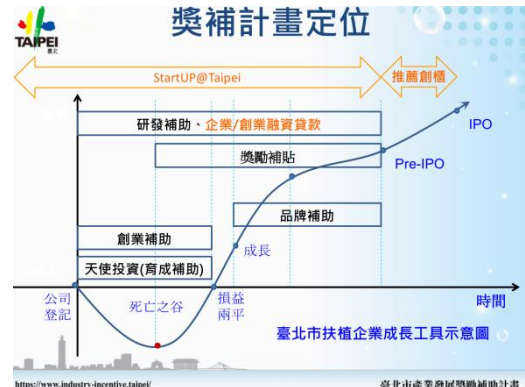 獎補計畫定位
TAIPEI
臺北
StartUP@Taipei
推薦創櫃
研發補助、企業/創業融資貸款
IPO
獎勵補貼
Pre-IPO
品牌補助
創業補助
成長
天使投資(育成補助)
公司
登記
死亡之谷
損益
兩平
時間
臺北市扶植企業成長工具示意圖
https://www.industry-incentive.taipei/
臺北市產業發展獎勵補助計畫